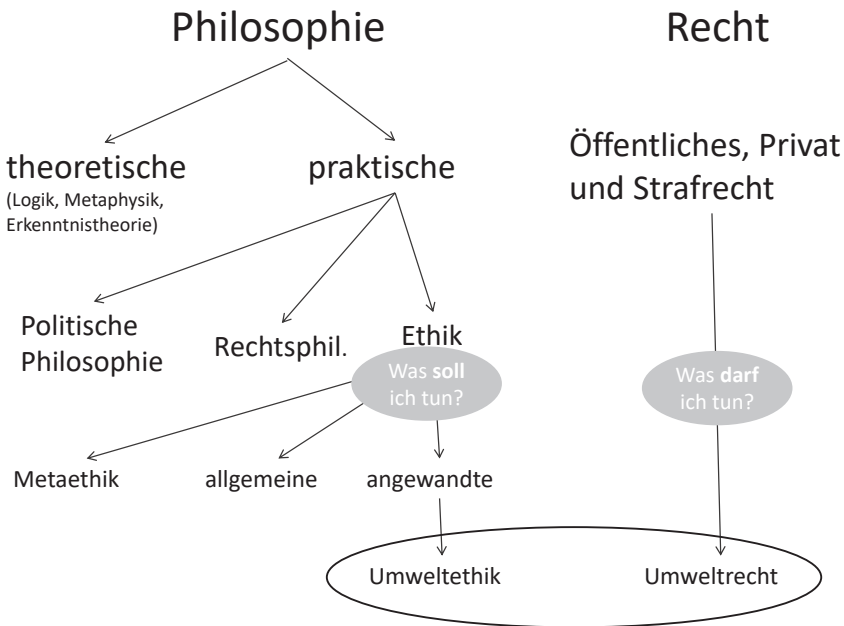 Philosophie
Recht
theoretische
(Logik, Metaphysik,
Erkenntnistheorie)
praktische
Öffentliches, Privat
und Strafrecht
Politische
Philosophie
Rechtsphil.
Ethik
Was soll
ich tun?
Was darf
ich tun?
Metaethik
allgemeine
angewandte
Umweltethik
Umweltrecht